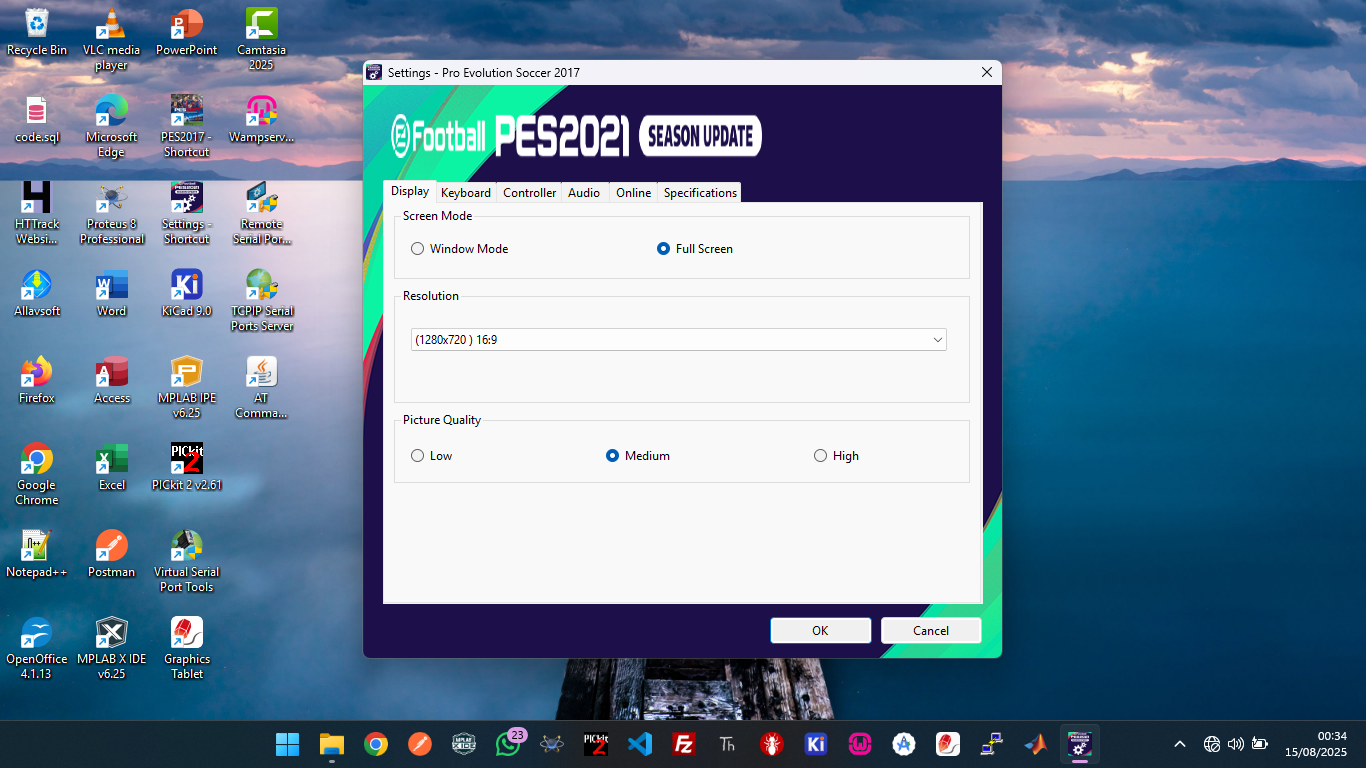 Recycle Bin
VLC media
player
PowerPoint
Camtasia
2025
code.sql
Microsoft
Edge
PES2017 -
Shortcut
Wampserv...
HTTrack
Websi...
Proteus 8
Professional
Settings -
Shortcut
Remote
Serial Por...
Allavsoft
Word
KiCad 9.0
TCPIP Serial
Ports Server
Firefox
Access
MPLAB IPE
v6.25
AT
Comma...
Google
Chrome
Excel
PICkit 2 v2.61
Notepad++
Postman
Virtual Serial
Port Tools
OpenOffice
4.1.13
MPLAB X IDE
v6.25
Graphics
Tablet
Settings - Pro Evolution Soccer 2017
eFootball PES2021 SEASON UPDATE
Display Keyboard Controller Audio Online Specifications
Screen Mode
Window Mode Full Screen
Resolution
(1280x720 ) 16:9
Picture Quality
Low Medium High
OK Cancel
23
00:34
15/08/2025